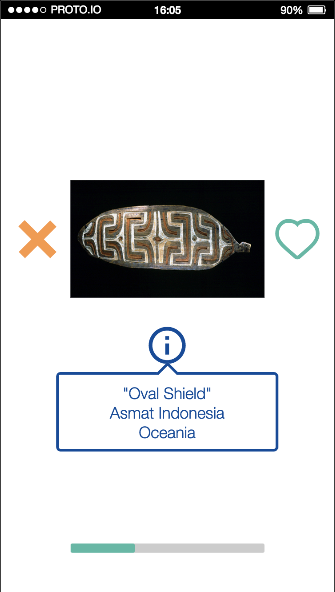 PROTO.IO 16:05 90%
i
"Oval Shield"
Asmat Indonesia
Oceania